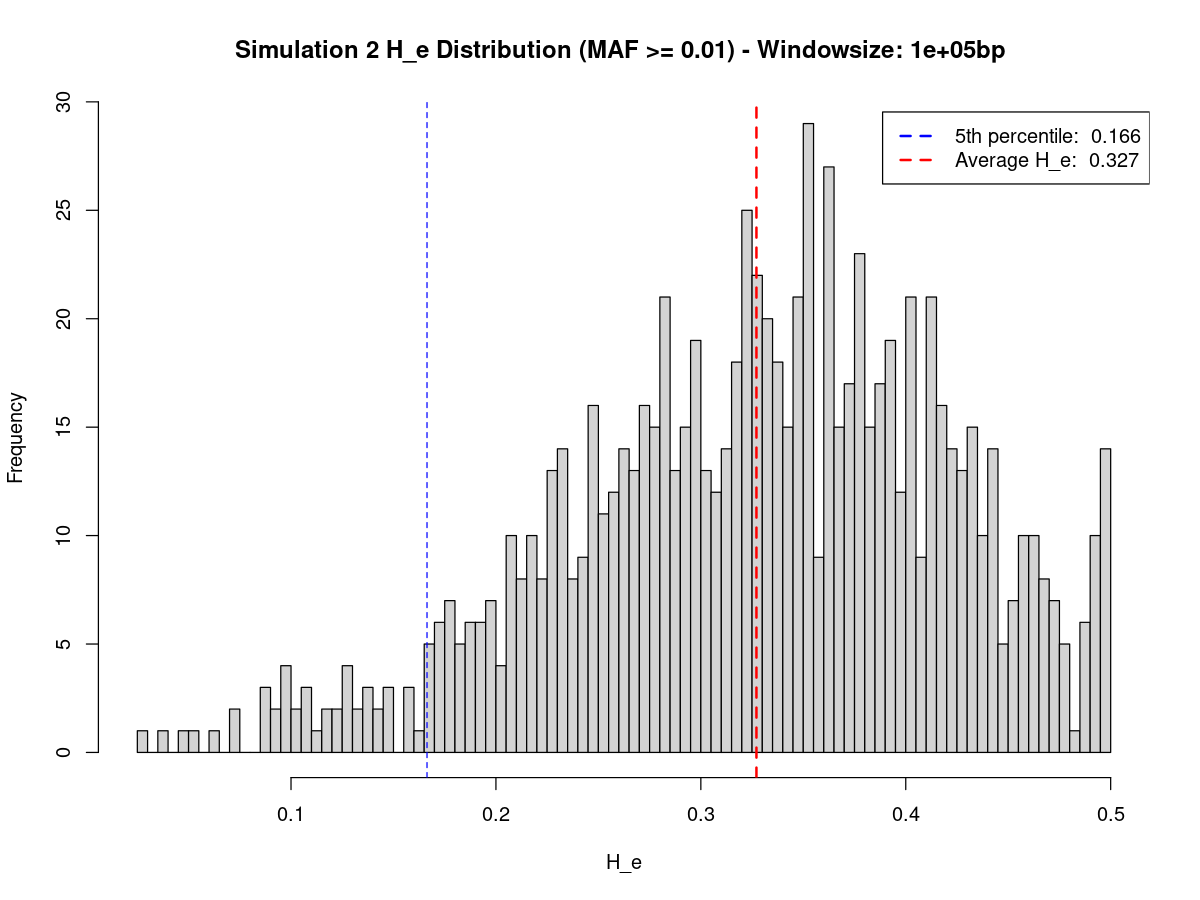 Simulation 2 H_e Distribution (MAF >= 0.01) - Windowsize: 1e+05bp
5th percentile: 0.166
Average H_e: 0.327
Frequency
30
25
20
15
10
5
0
0.1 0.2 0.3 0.4 0.5
H_e